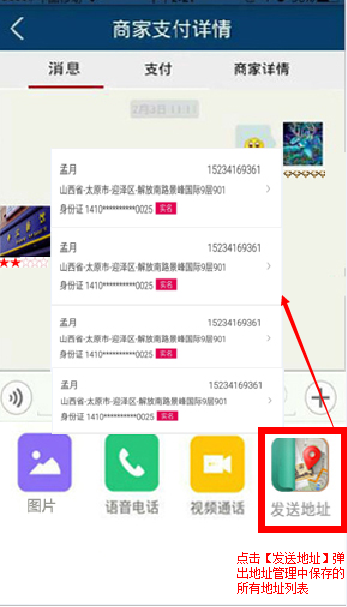 商家支付详情
消息 支付 商家详情
2月3日 11:11
孟月 15234169361
山西省-太原市-迎泽区-解放南路景峰国际9层901
身份证 1410**********0025 实名
孟月 15234169361
山西省-太原市-迎泽区-解放南路景峰国际9层901
身份证 1410**********0025 实名
孟月 15234169361
山西省-太原市-迎泽区-解放南路景峰国际9层901
身份证 1410**********0025 实名
孟月 15234169361
山西省-太原市-迎泽区-解放南路景峰国际9层901
身份证 1410**********0025 实名
图片 语音电话 视频通话 发送地址
点击【发送地址】弹
出地址管理中保存的
所有地址列表